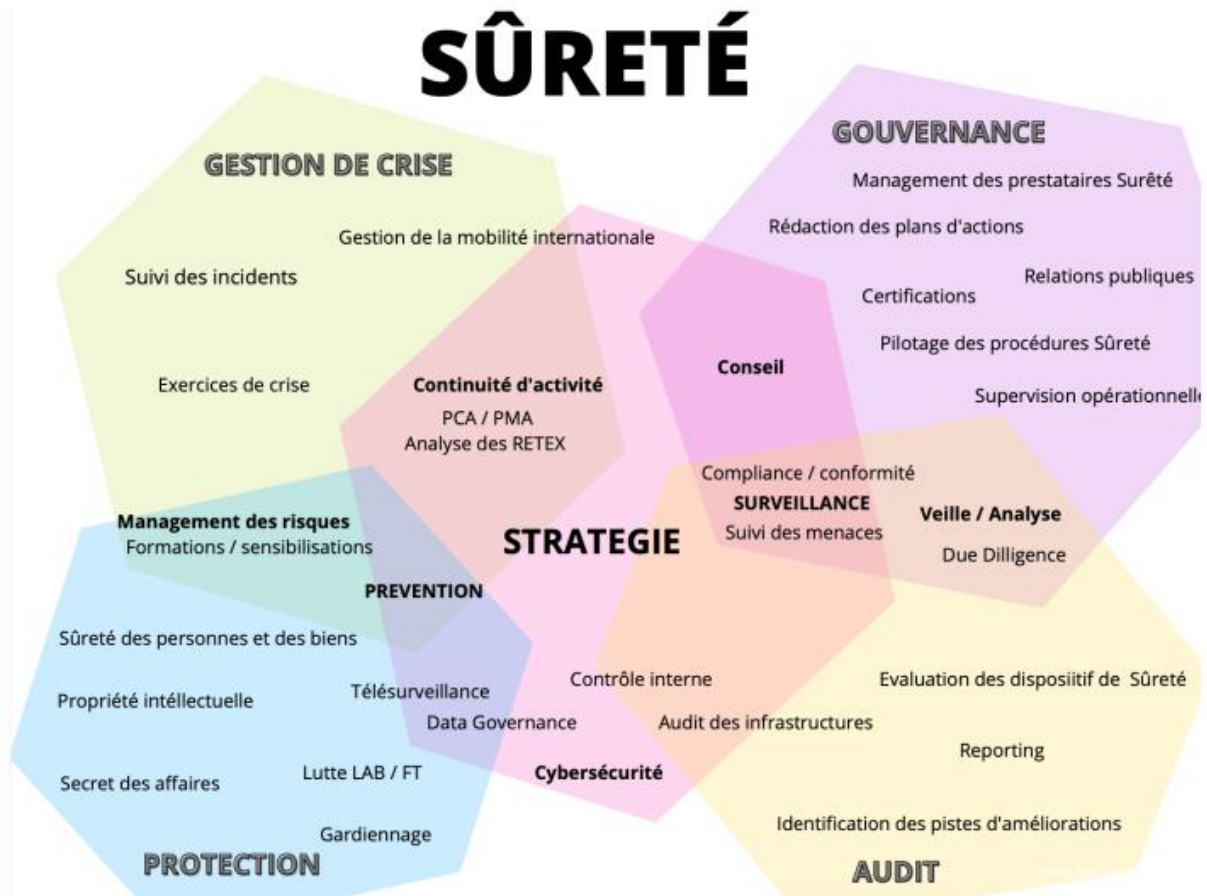 SÛRETÉ
GESTION DE CRISE
Gestion de la mobilité internationale
Suivi des incidents
Exercices de crise
Continuité d'activité
PCA / PMA
Analyse des RETEX
GOUVERNANCE
Management des prestataires Surêté
Rédaction des plans d'actions
Relations publiques
Certifications
Pilotage des procédures Sûreté
Supervision opérationnelle
Conseil
Compliance / conformité
SURVEILLANCE
Suivi des menaces
Veille / Analyse
Due Dilligence
Management des risques
Formations / sensibilisations
STRATEGIE
PREVENTION
Sûreté des personnes et des biens
Propriété intéllectuelle
Télésurveillance
Data Governance
Secret des affaires
Lutte LAB / FT
Gardiennage
PROTECTION
Contrôle interne
Audit des infrastructures
Cybersécurité
Evaluation des disposiitif de Sûreté
Reporting
Identification des pistes d'améliorations
AUDIT